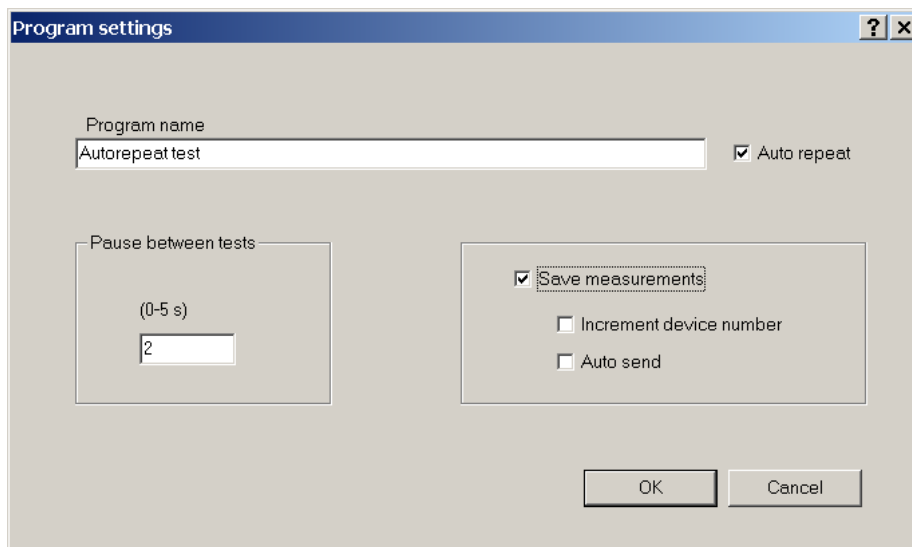 Program settings
Program name
Autorepeat test
Auto repeat
Pause between tests
(0-5 s)
2
Save measurements
Increment device number
Auto send
OK
Cancel